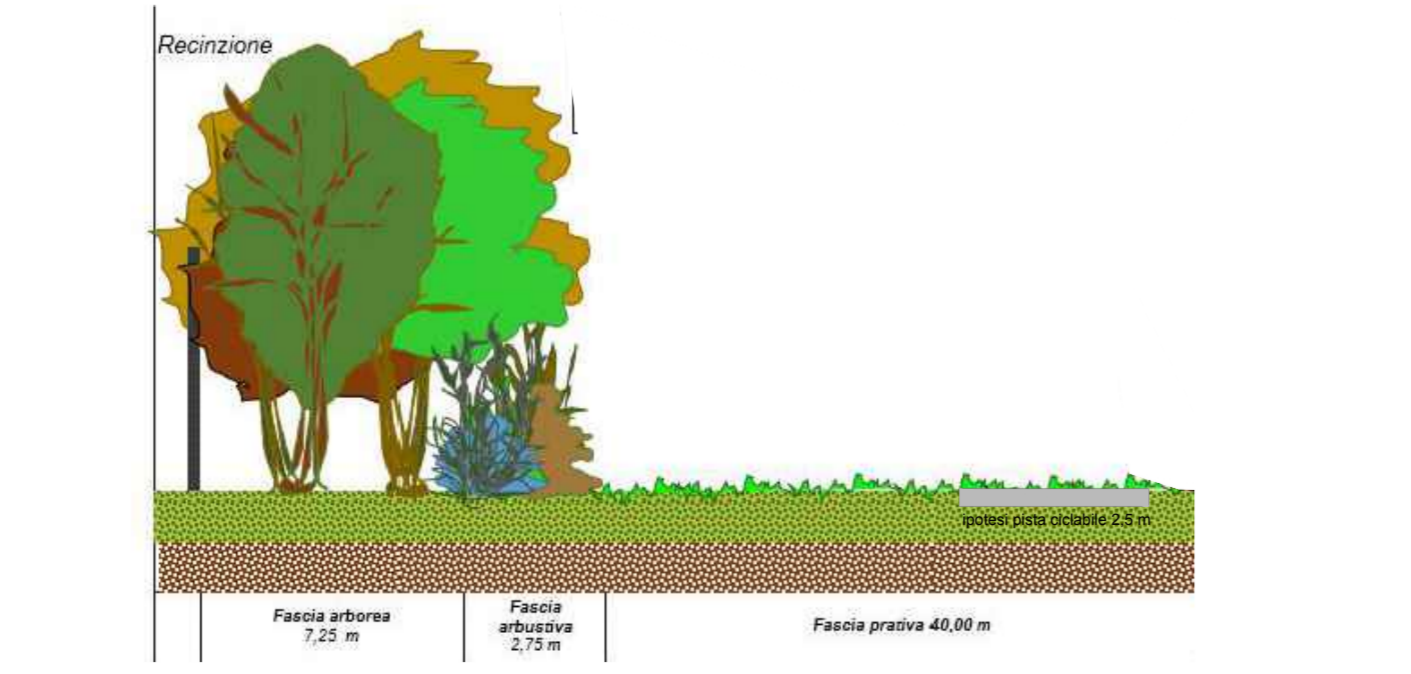 Recinzione
ipotesi pista ciclabile 2,5 m
Fascia arborea
7,25 m
Fascia
arbustiva
2,75 m
Fascia prativa 40,00 m